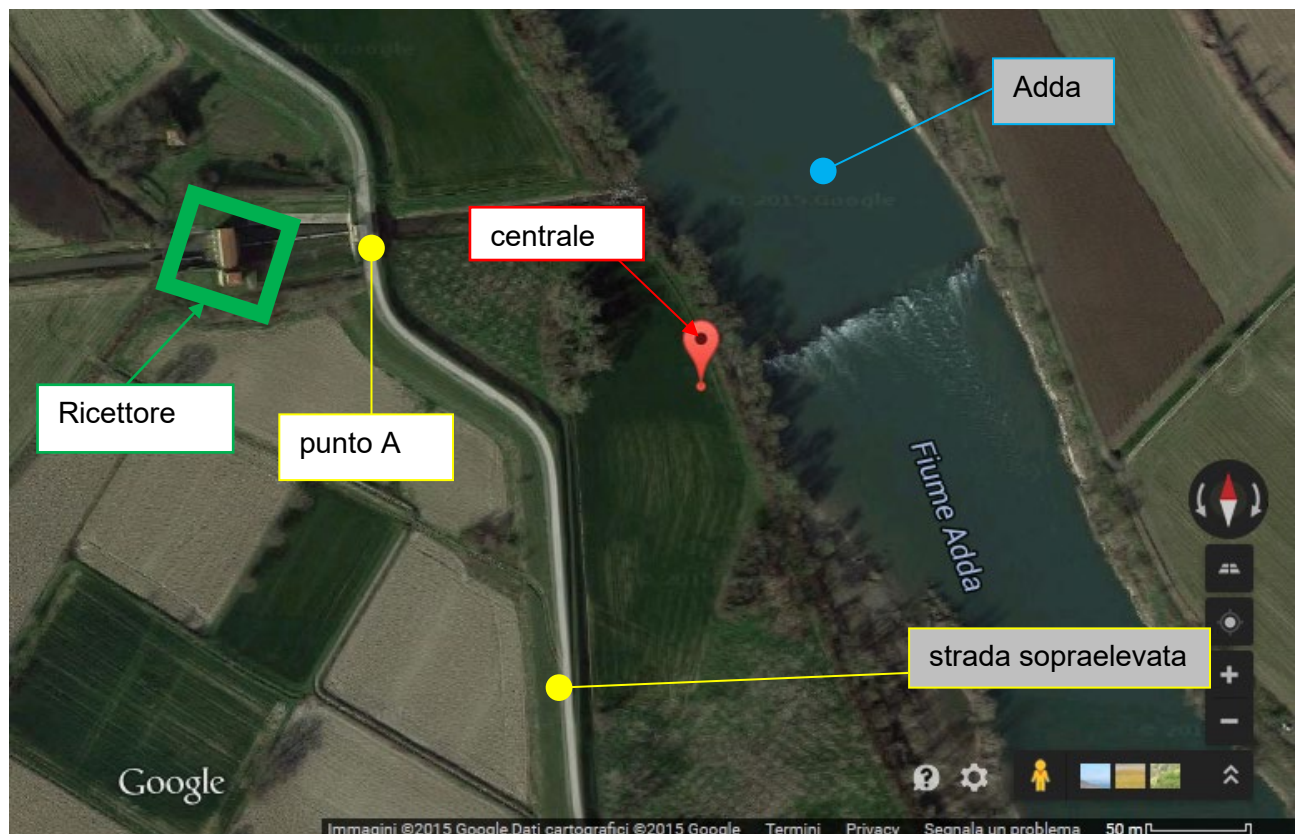 Adda
© 2015 Google
centrale
Ricettore
punto A
Fiume Adda
strada sopraelevata
Google
Immagini ©2015 Google,Dati cartografici ©2015 Google Termini Privacy Segnala un problema 50 m